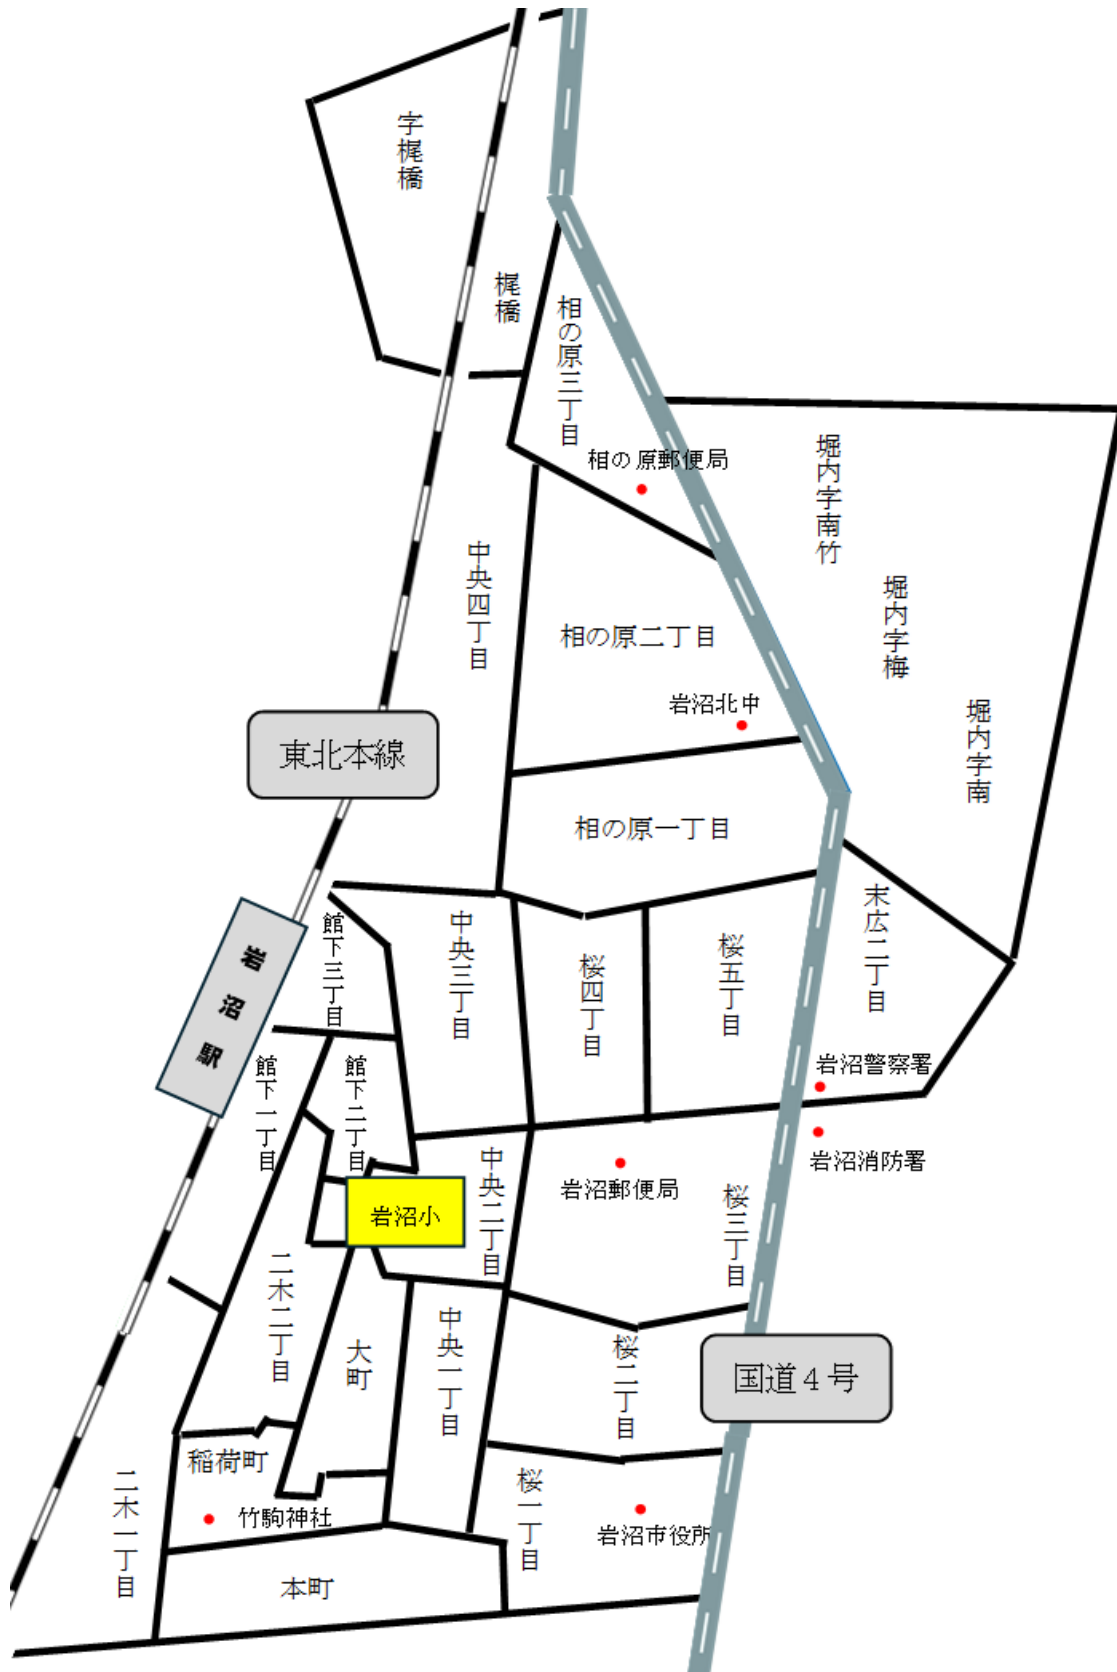 字梶橋
梶橋
相の原三丁目
堀内字南竹
相の原郵便局
中央四丁目
堀内字梅
相の原二丁目
岩沼北中
堀内字南
東北本線
相の原一丁目
末広二丁目
館下三丁目
中央三丁目
桜四丁目
桜五丁目
岩沼駅
館下一丁目
館下二丁目
岩沼警察署
岩沼消防署
中央二丁目
岩沼郵便局
桜三丁目
岩沼小
二木二丁目
大町
中央一丁目
桜二丁目
国道4号
稲荷町
二木一丁目
竹駒神社
桜一丁目
岩沼市役所
本町